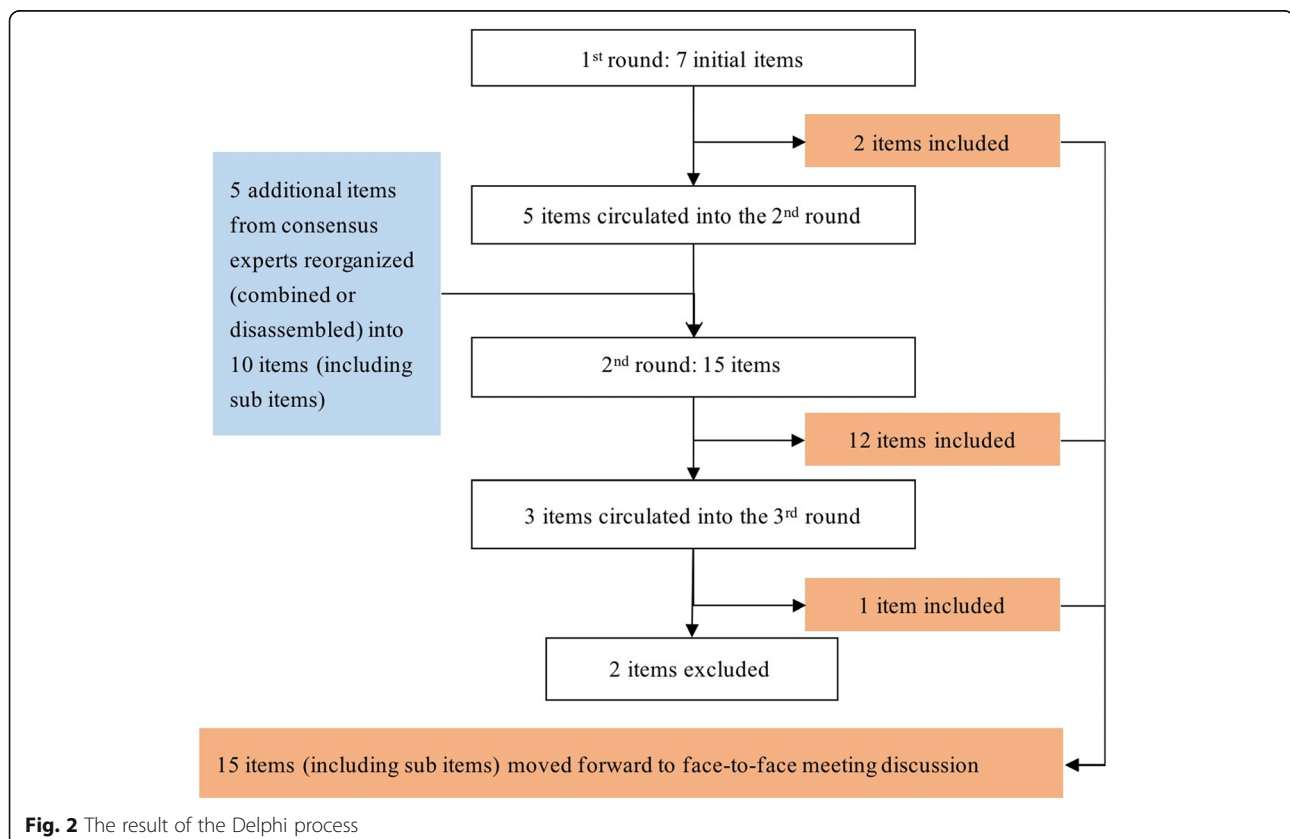 1st round: 7 initial items
2 items included
5 additional items
from consensus
experts reorganized
(combined or
disassembled) into
10 items (including
sub items)
5 items circulated into the 2nd round
2nd round: 15 items
12 items included
3 items circulated into the 3rd round
1 item included
2 items excluded
15 items (including sub items) moved forward to face-to-face meeting discussion
Fig. 2 The result of the Delphi process